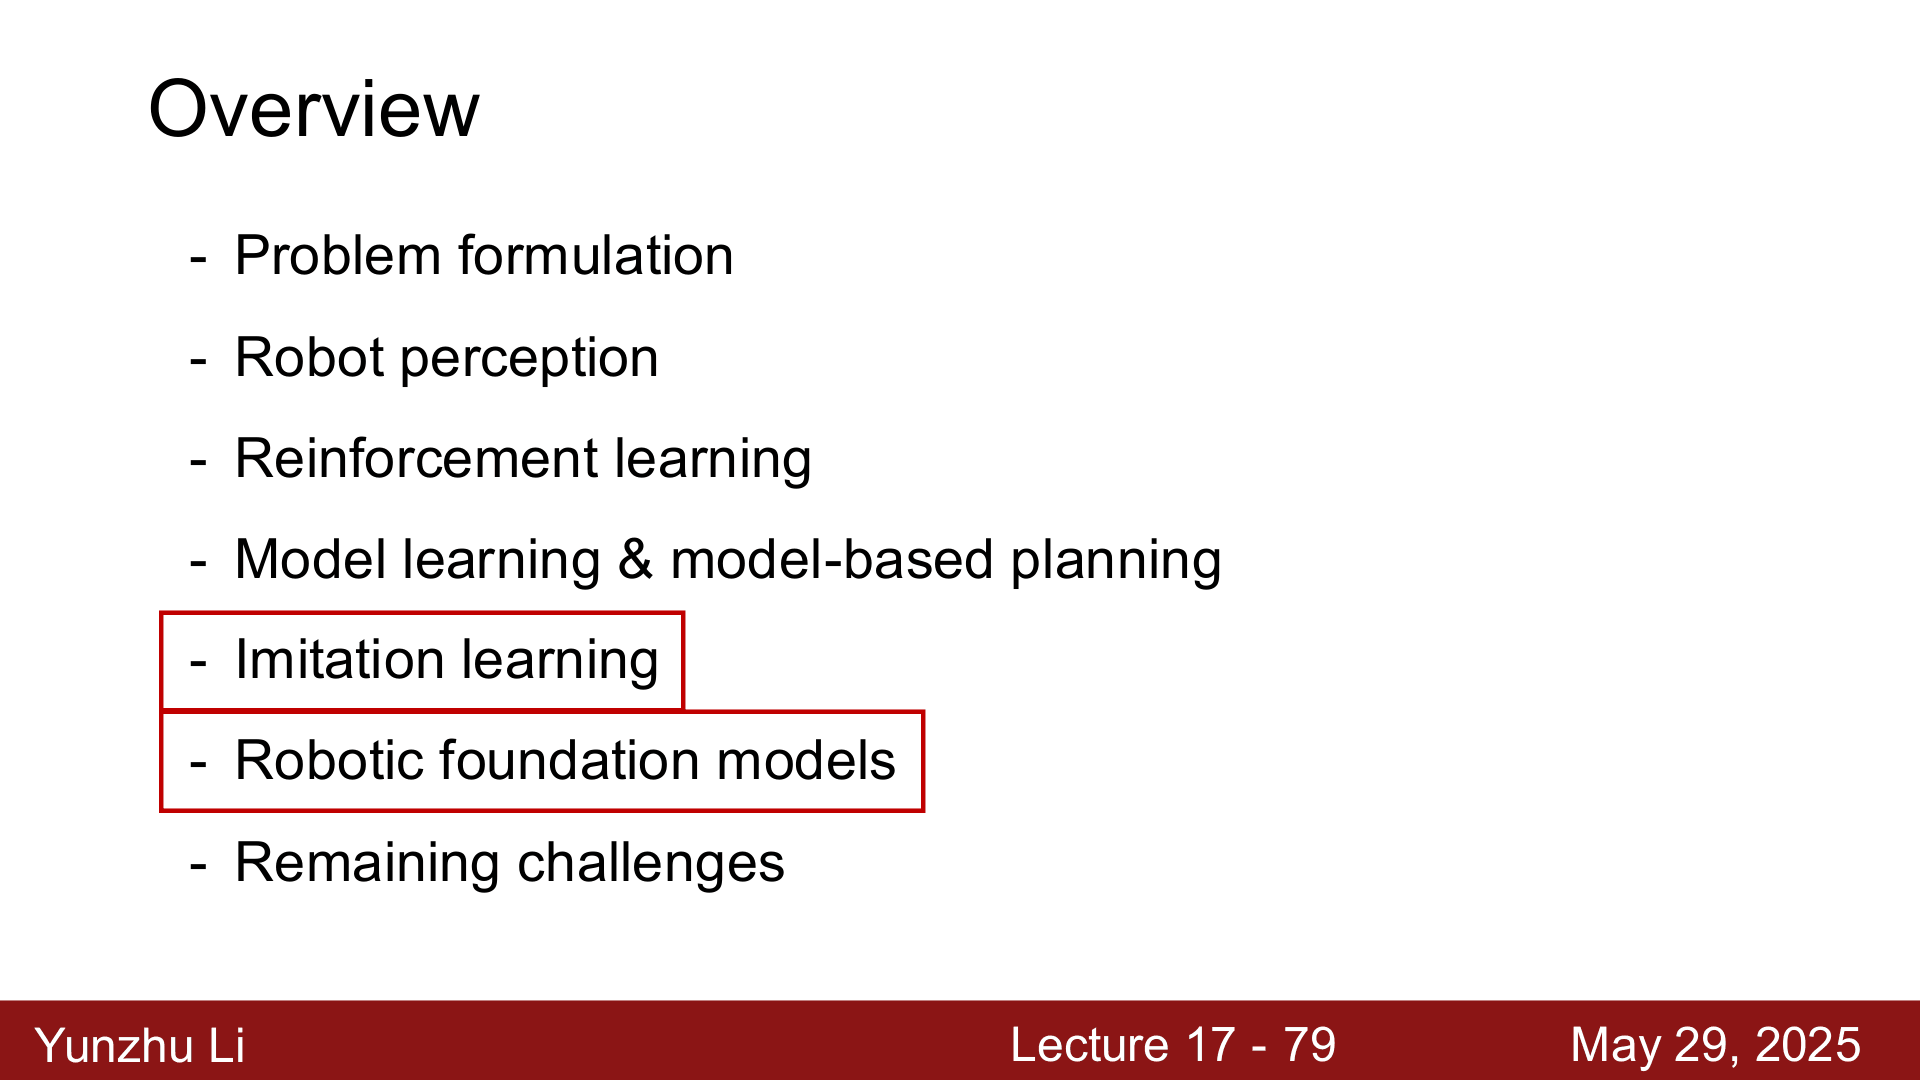 Overview
- Problem formulation
- Robot perception
- Reinforcement learning
- Model learning & model-based planning
- Imitation learning
- Robotic foundation models
- Remaining challenges
Yunzhu Li
Lecture 17 - 79
May 29, 2025